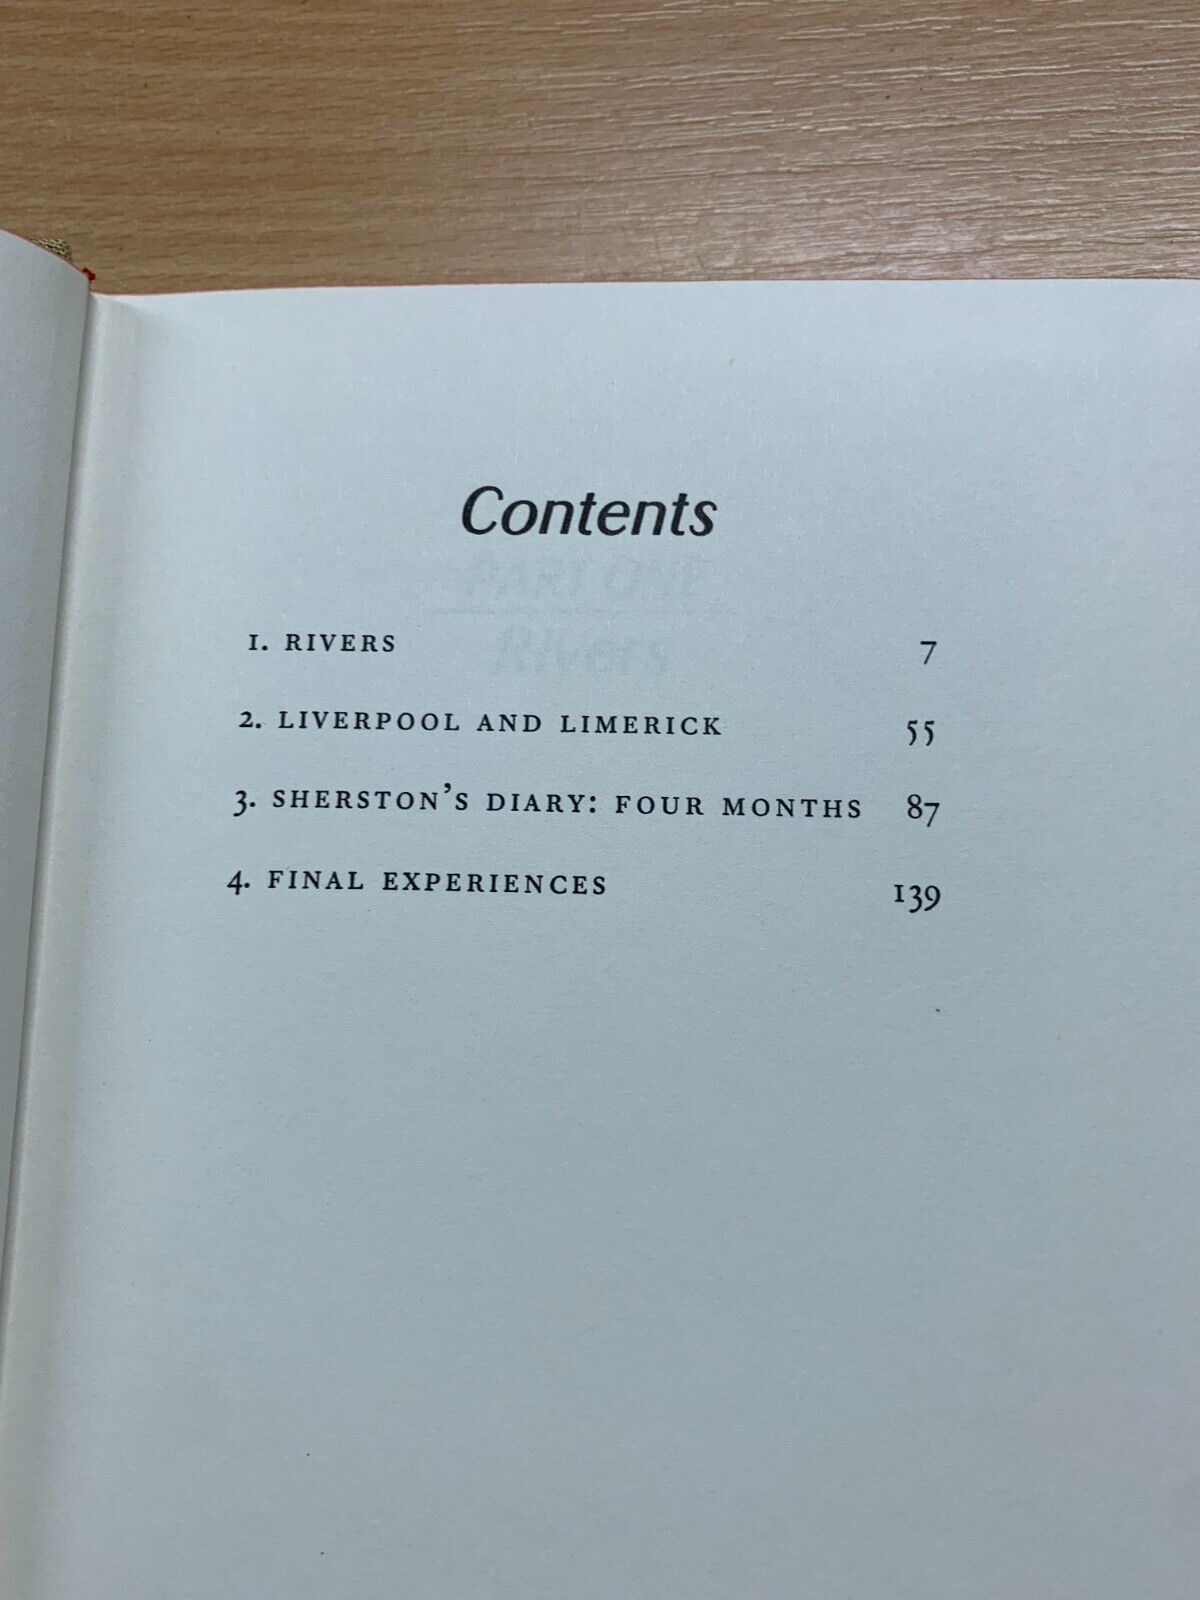 Contents
PART ONE
Rivers
1. RIVERS 7
2. LIVERPOOL AND LIMERICK 55
3. SHERSTON'S DIARY: FOUR MONTHS 87
4. FINAL EXPERIENCES 139